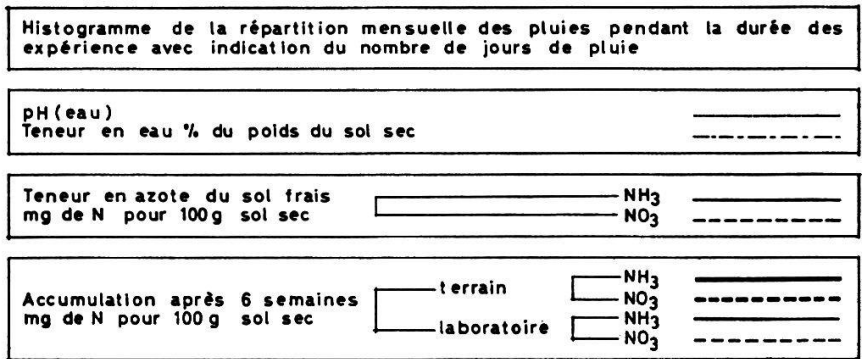 Histogramme de la répartition mensuelle des pluies pendant la durée des
expérience avec indication du nombre de jours de pluie
pH (eau)
Teneur en eau % du poids du sol sec
Teneur en azote du sol frais
mg de N pour 100g sol sec
NH3
NO3
Accumulation après 6 semaines
mg de N pour 100g sol sec
terrain
NH3
NO3
laboratoire
NH3
NO3